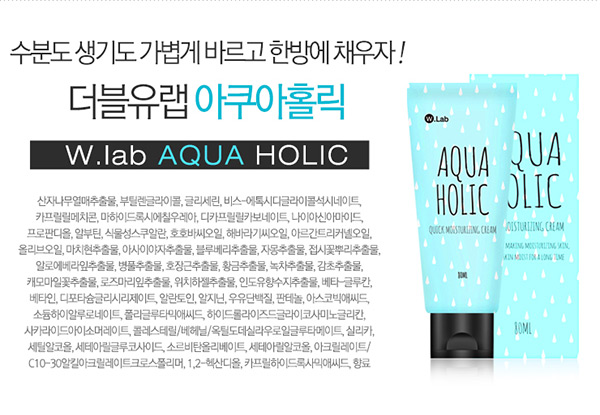 수분도 생기도 가볍게 바르고 한방에 채우자 !
더블유랩 아쿠아홀릭
W.lab AQUA HOLIC
산자나무열매추출물, 부틸렌글라이콜, 글리세린, 비스-에톡시디글라이콜석시네이트,
카프릴릴메치콘, 마하이드록시에칠우레아, 디카프릴릴카보네이트, 나이아신아마이드,
프로판디올, 알부틴, 식물성스쿠알란, 호호바씨오일, 해바라기씨오일, 아르간트리커넬오일,
올리브오일, 마치현추출물, 아사이야자추출물, 블루베리추출물, 자몽추출물, 접시꽃뿌리추출물,
알로에베라잎추출물, 병풀추출물, 호장근추출물, 황금추출물, 녹차추출물, 감초추출물,
캐모마일꽃추출물, 로즈마리잎추출물, 위치하젤추출물, 인도유향수지추출물, 베타-글루칸,
베타인, 디포타슘글리시리제이트, 알란토인, 알지닌, 우유단백질, 판테놀, 아스코빅애씨드,
소듐하이알루로네이트, 폴리글루타믹애씨드, 하이드롤라이즈드글라이코사미노글리칸,
사카라이드아이소머레이트, 콜레스테릴/베헤닐/옥틸도데실라우로일글루타메이트, 실리카,
세틸알코올, 세테아릴글루코사이드, 소르비탄올리베이트, 세테아릴알코올, 아크릴레이트/
C10-30알킬아크릴레이트크로스폴리머, 1,2-헥산디올, 카프릴하이드록사믹애씨드, 향료
W.Lab
AQUA
HOLIC
QUICK MOISTURIZING CREAM
80ML
QUA
OLIC
MOISTURIZING CREAM
MAKING MOISTURIZING SKIN,
SKIN MOIST FOR A LONG TIME
80ML